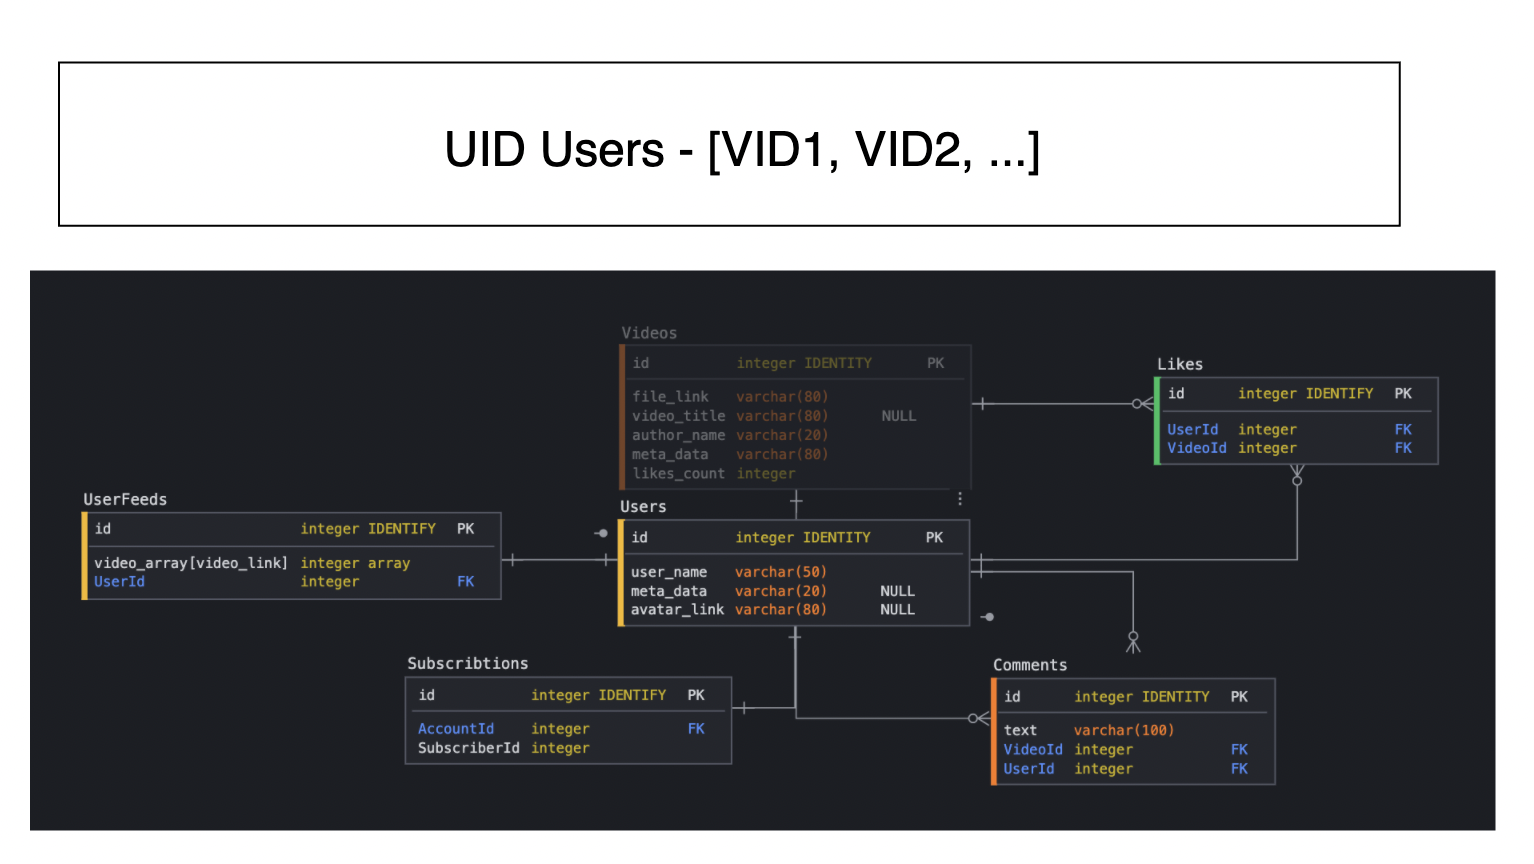 UID Users - [VID1, VID2, ...]
Videos
id integer IDENTITY PK
file_link varchar(80)
video_title varchar(80) NULL
author_name varchar(20)
meta_data varchar(80)
likes_count integer
Likes
id integer IDENTIFY PK
UserId integer FK
VideoId integer FK
UserFeeds
id integer IDENTIFY PK
video_array[video_link] integer array
UserId integer FK
Users
id integer IDENTITY PK
user_name varchar(50)
meta_data varchar(20) NULL
avatar_link varchar(80) NULL
Subscribtions
id integer IDENTIFY PK
AccountId integer FK
SubscriberId integer
Comments
id integer IDENTITY PK
text varchar(100)
VideoId integer FK
UserId integer FK